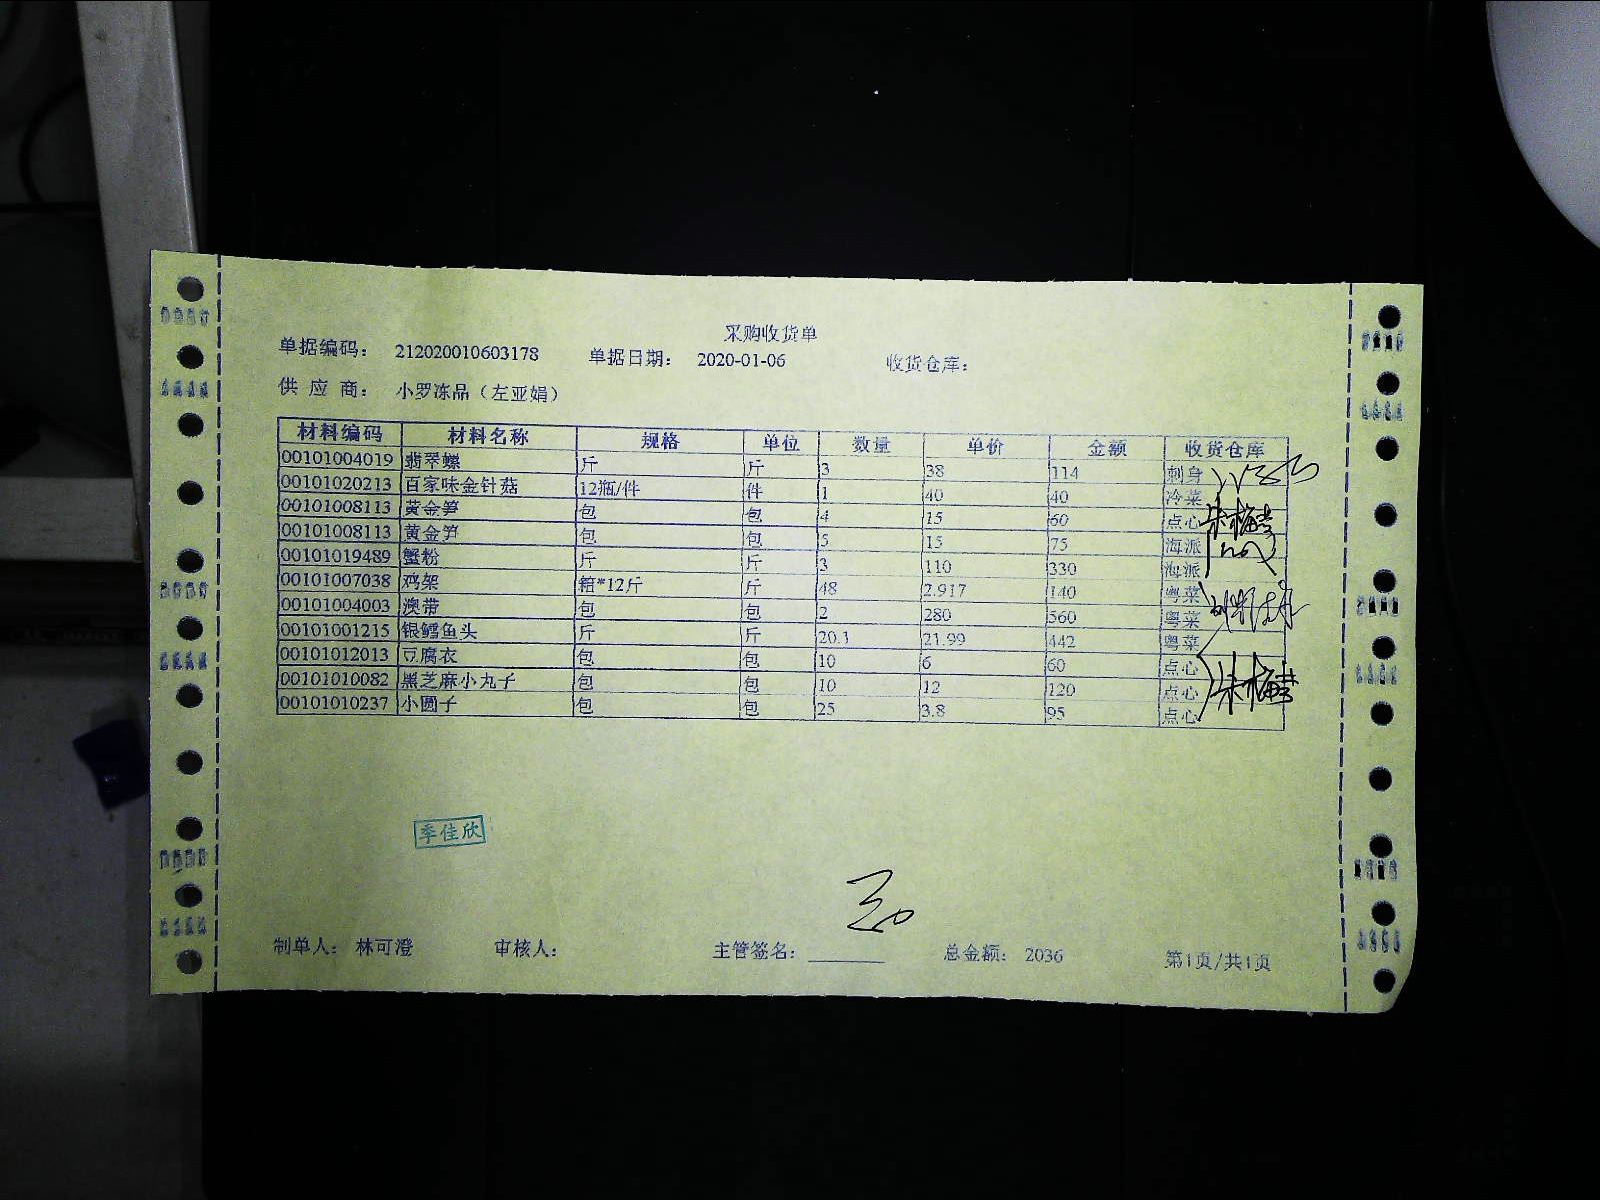 采购收货单
单据编码： 212020010603178 单据日期： 2020-01-06 收货仓库：
供 应 商： 小罗冻品（左亚娟）
材料编码 材料名称 规格 单位 数量 单价 金额 收货仓库
00101004019 翡翠螺 斤 斤 3 38 114 刺身
00101020213 百家味金针菇 12瓶/件 件 1 40 40 冷菜
00101008113 黄金笋 包 包 4 15 60 点心
00101008113 黄金笋 包 包 5 15 75 海派
00101019489 蟹粉 斤 斤 3 110 330 海派
00101007038 鸡架 箱*12斤 斤 48 2.917 140 粤菜
00101004003 澳带 包 包 2 280 560 粤菜
00101001215 银鳕鱼头 斤 斤 20.1 21.99 442 粤菜
00101012013 豆腐衣 包 包 10 6 60 点心
00101010082 黑芝麻小丸子 包 包 10 12 120 点心
00101010237 小圆子 包 包 25 3.8 95 点心
季佳欣
制单人： 林可澄 审核人： 主管签名： 总金额： 2036 第1页/共1页